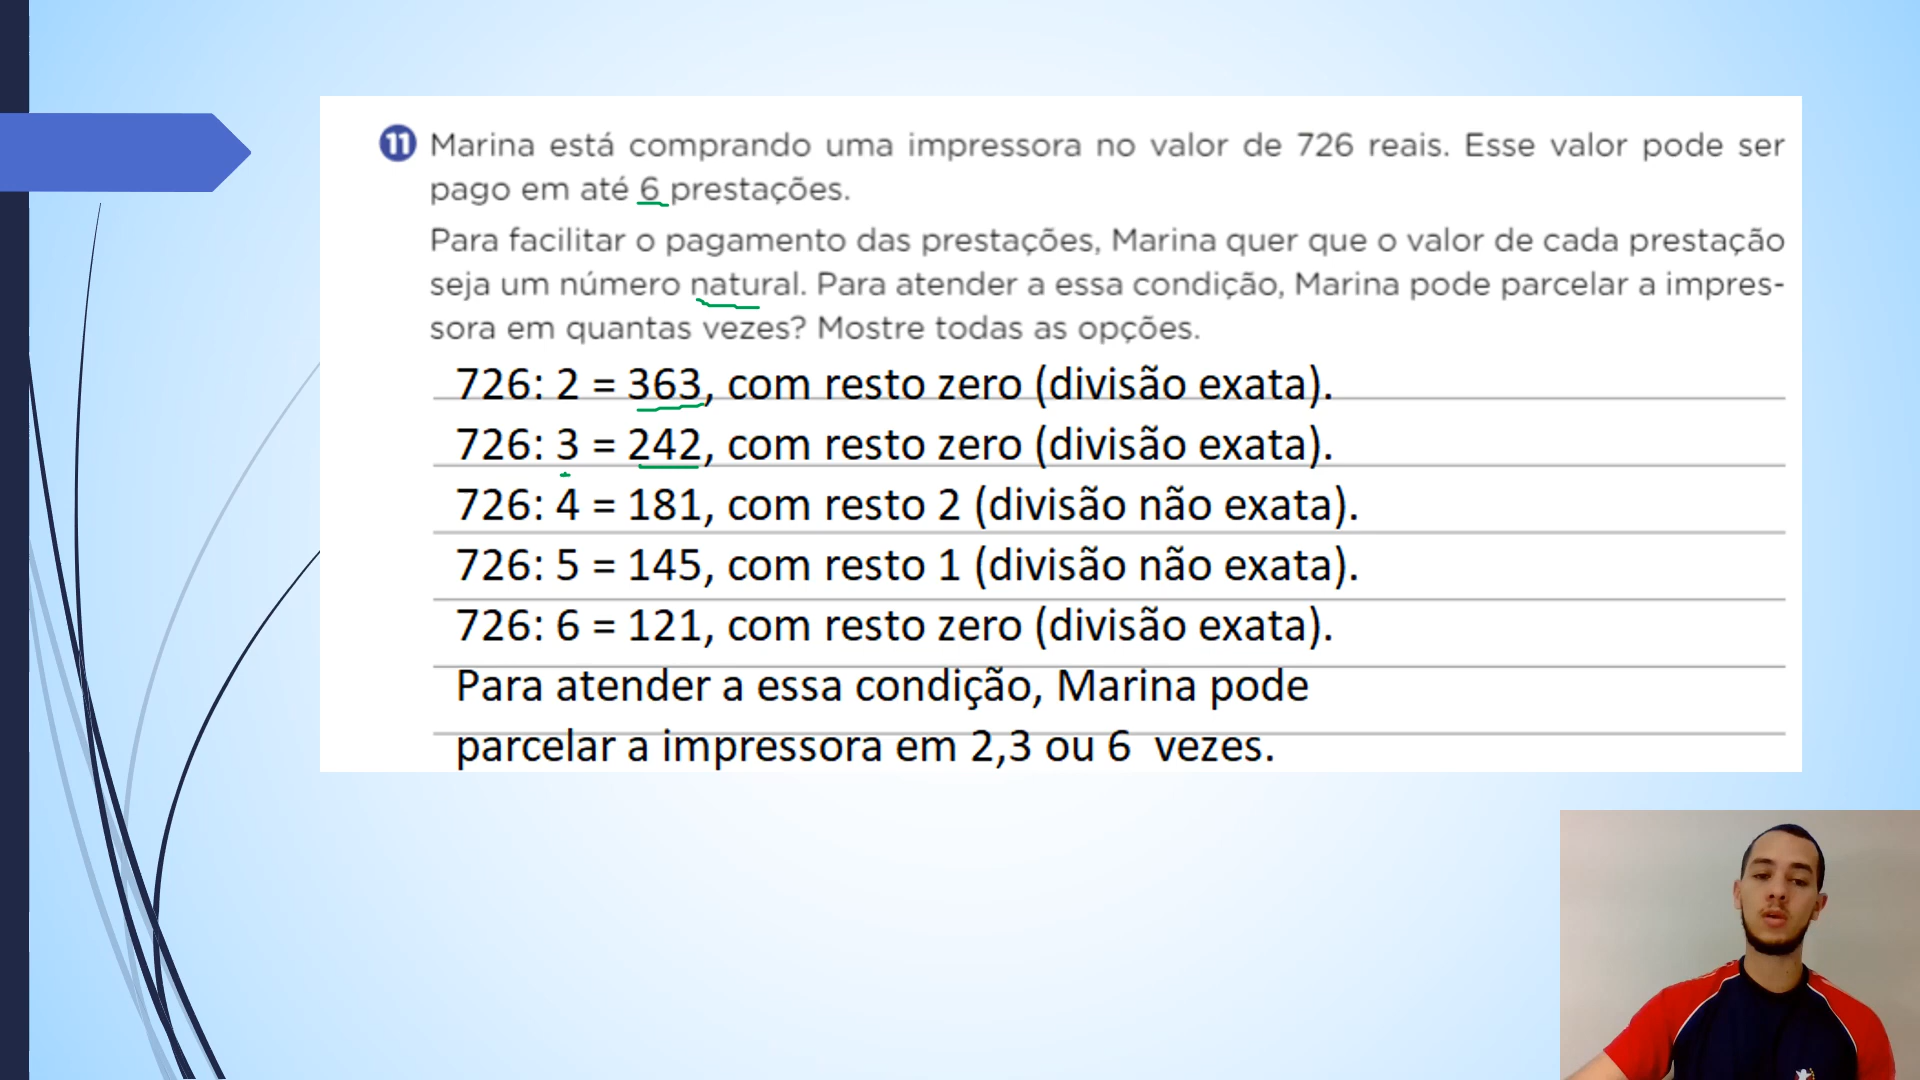 11 Marina está comprando uma impressora no valor de 726 reais. Esse valor pode ser
pago em até 6 prestações.
Para facilitar o pagamento das prestações, Marina quer que o valor de cada prestação
seja um número natural. Para atender a essa condição, Marina pode parcelar a impres-
sora em quantas vezes? Mostre todas as opções.
726: 2 = 363, com resto zero (divisão exata).
726: 3 = 242, com resto zero (divisão exata).
726: 4 = 181, com resto 2 (divisão não exata).
726: 5 = 145, com resto 1 (divisão não exata).
726: 6 = 121, com resto zero (divisão exata).
Para atender a essa condição, Marina pode
parcelar a impressora em 2,3 ou 6  vezes.